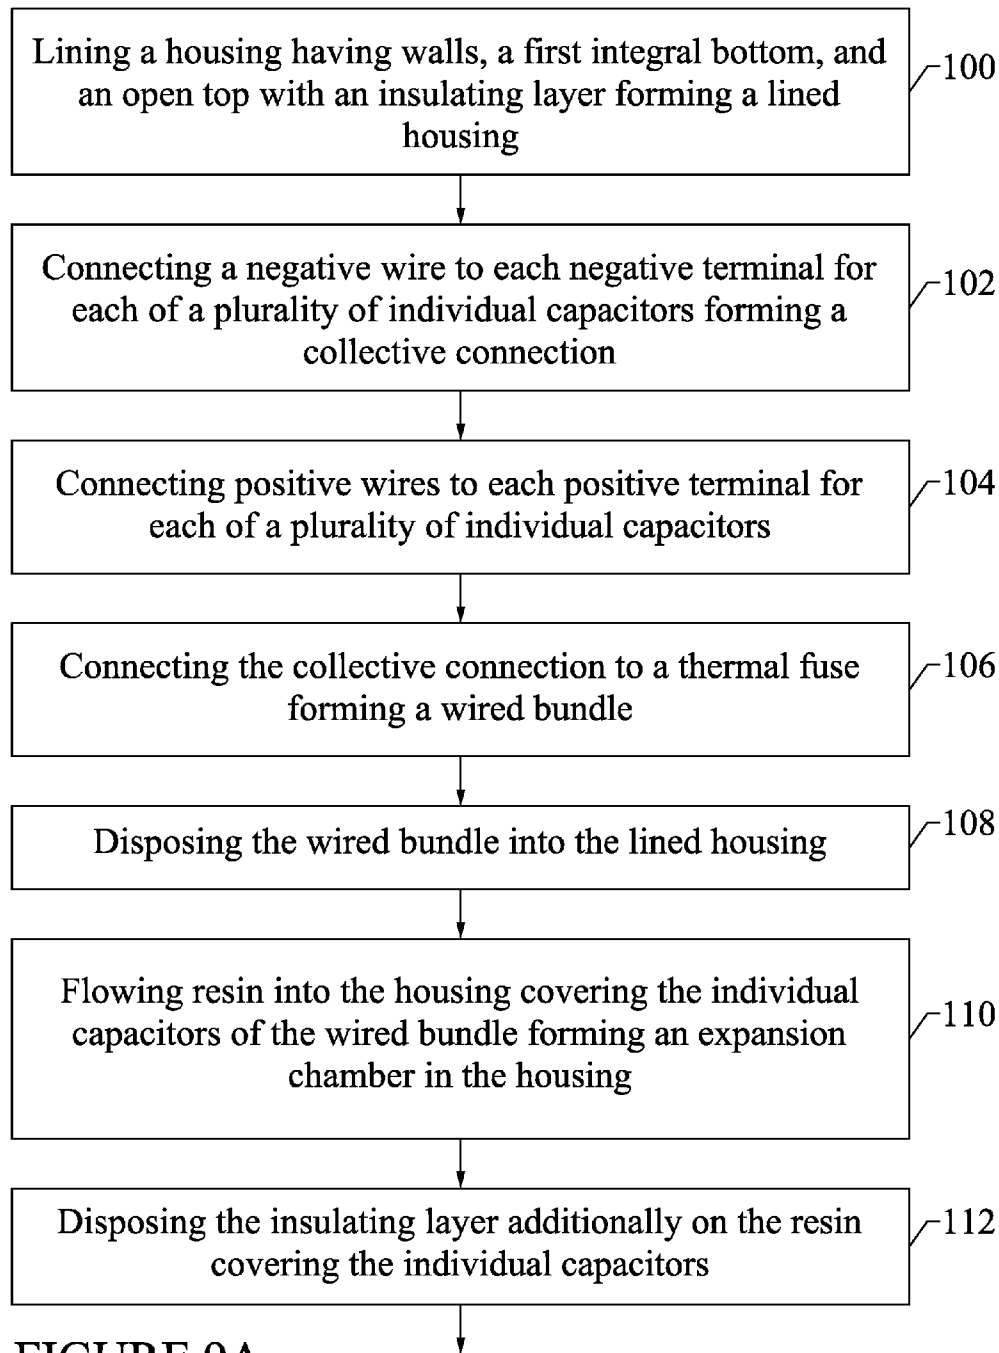 Lining a housing having walls, a first integral bottom, and
an open top with an insulating layer forming a lined
housing
100
Connecting a negative wire to each negative terminal for
each of a plurality of individual capacitors forming a
collective connection
102
Connecting positive wires to each positive terminal for
each of a plurality of individual capacitors
104
Connecting the collective connection to a thermal fuse
forming a wired bundle
106
Disposing the wired bundle into the lined housing
108
Flowing resin into the housing covering the individual
capacitors of the wired bundle forming an expansion
chamber in the housing
110
Disposing the insulating layer additionally on the resin
covering the individual capacitors
112
FIGURE 9A